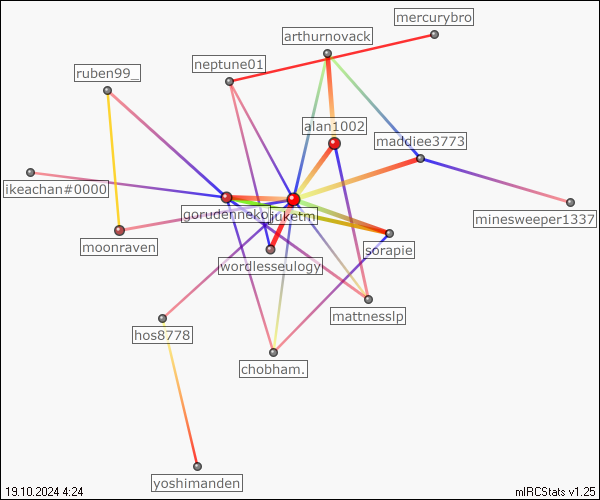 mercurybro
arthurnovack
neptune01
ruben99_
alan1002
maddiee3773
ikeachan#0000
gordenneko
juketm
minesweeper1337
moonraven
sorapie
wordlesseulogy
mattnesslp
hos8778
chobham.
yoshimanden
19.10.2024 4:24
mIRCStats v1.25